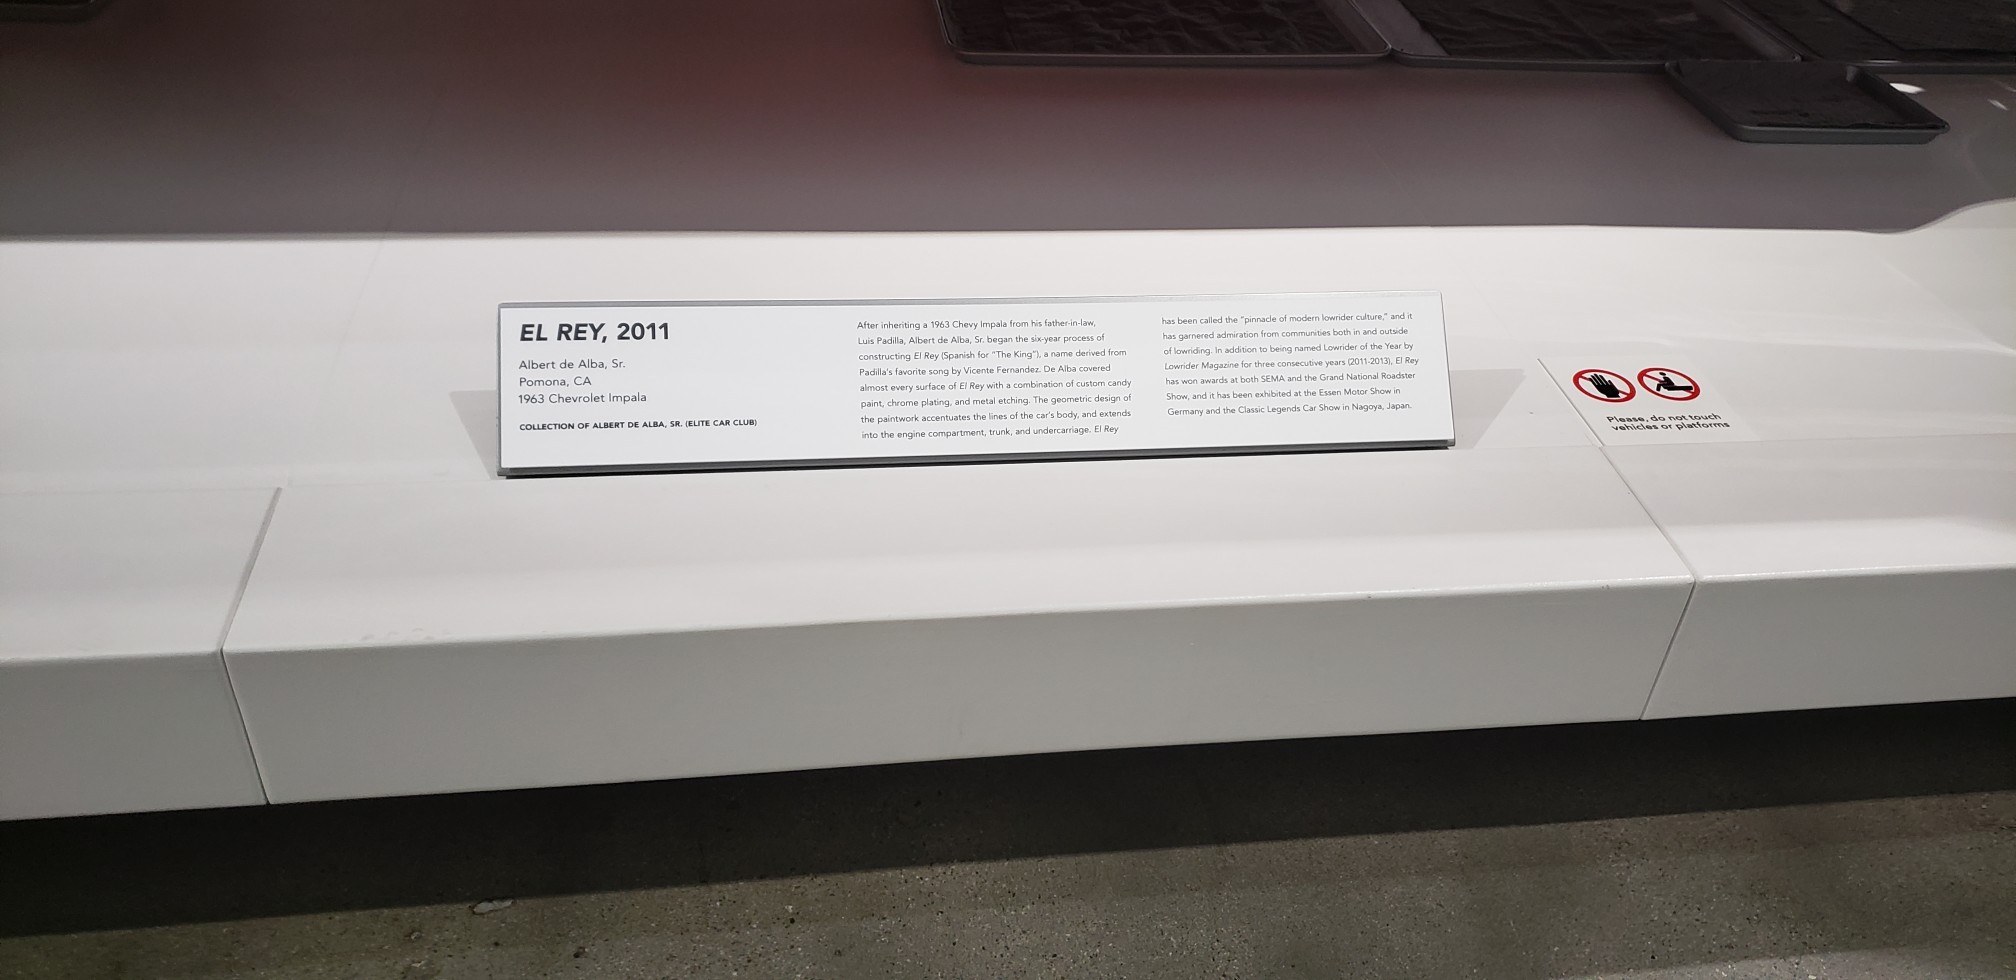 EL REY, 2011
Albert de Alba, Sr.
Pomona, CA
1963 Chevrolet Impala
COLLECTION OF ALBERT DE ALBA, SR. (ELITE CAR CLUB)
After inheriting a 1963 Chevy Impala from his father-in-law,
Luis Padilla, Albert de Alba, Sr. began the six-year process of
constructing El Rey (Spanish for "The King"), a name derived from
Padilla's favorite song by Vicente Fernandez. De Alba covered
almost every surface of El Rey with a combination of custom candy
paint, chrome plating, and metal etching. The geometric design of
the paintwork accentuates the lines of the car's body, and extends
into the engine compartment, trunk, and undercarriage. El Rey
has been called the "pinnacle of modern lowrider culture," and it
has garnered admiration from communities both in and outside
of lowriding. In addition to being named Lowrider of the Year by
Lowrider Magazine for three consecutive years (2011-2013), El Rey
has won awards at both SEMA and the Grand National Roadster
Show, and it has been exhibited at the Essen Motor Show in
Germany and the Classic Legends Car Show in Nagoya, Japan.
Please, do not touch
vehicles or platforms